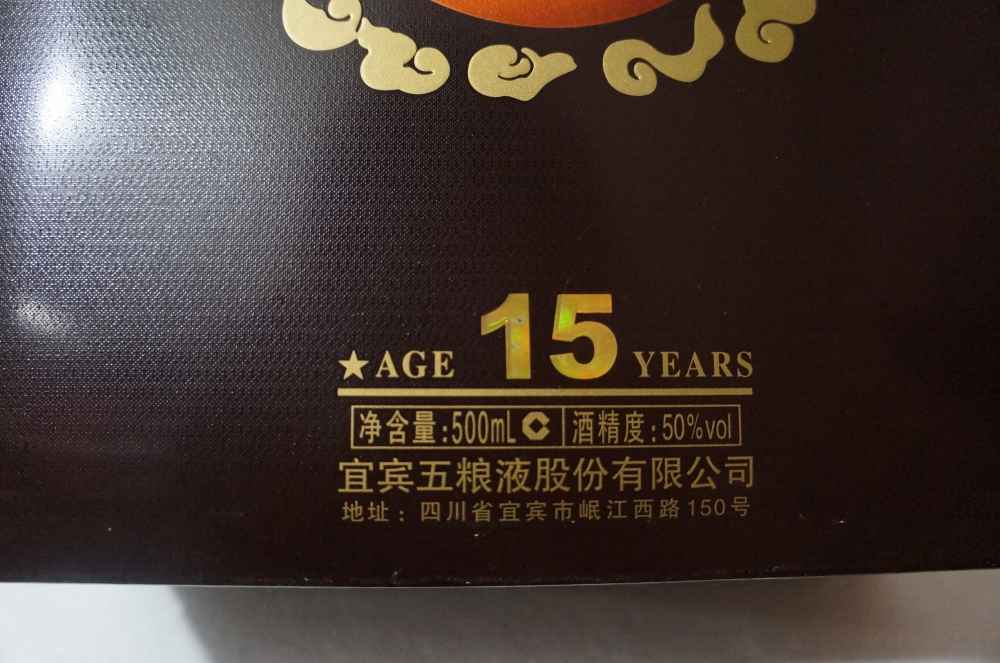 ★AGE 15 YEARS
净含量:500mL 酒精度:50%vol
宜宾五粮液股份有限公司
地址:四川省宜宾市岷江西路150号